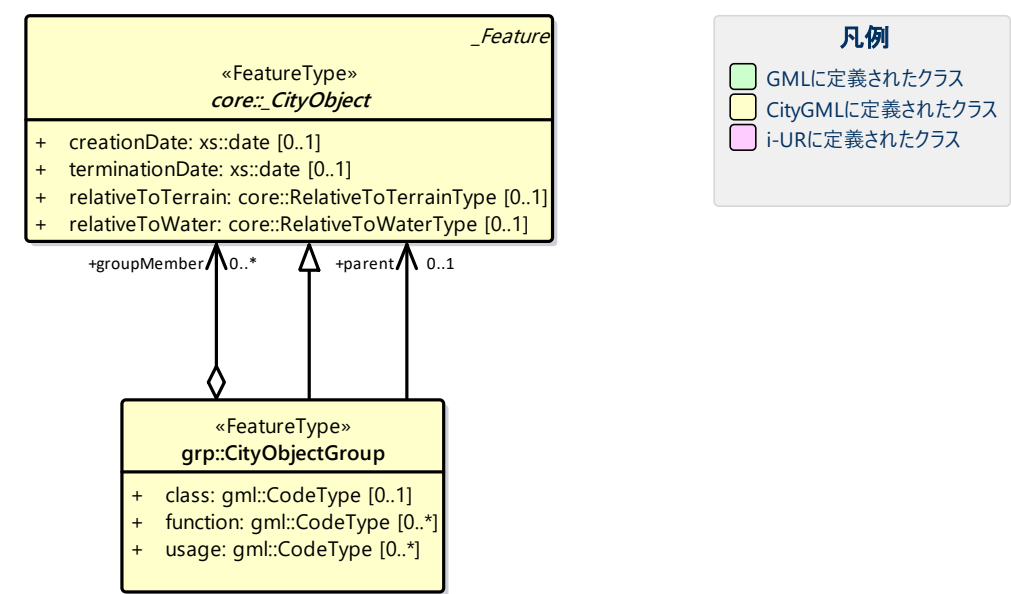 _Feature
«FeatureType»
core::_CityObject
+ creationDate: xs::date [0..1]
+ terminationDate: xs::date [0..1]
+ relativeToTerrain: core::RelativeToTerrainType [0..1]
+ relativeToWater: core::RelativeToWaterType [0..1]
+groupMember 0..* +parent 0..1
«FeatureType»
grp::CityObjectGroup
+ class: gml::CodeType [0..1]
+ function: gml::CodeType [0..*]
+ usage: gml::CodeType [0..*]
凡例
GMLに定義されたクラス
CityGMLに定義されたクラス
i-URに定義されたクラス